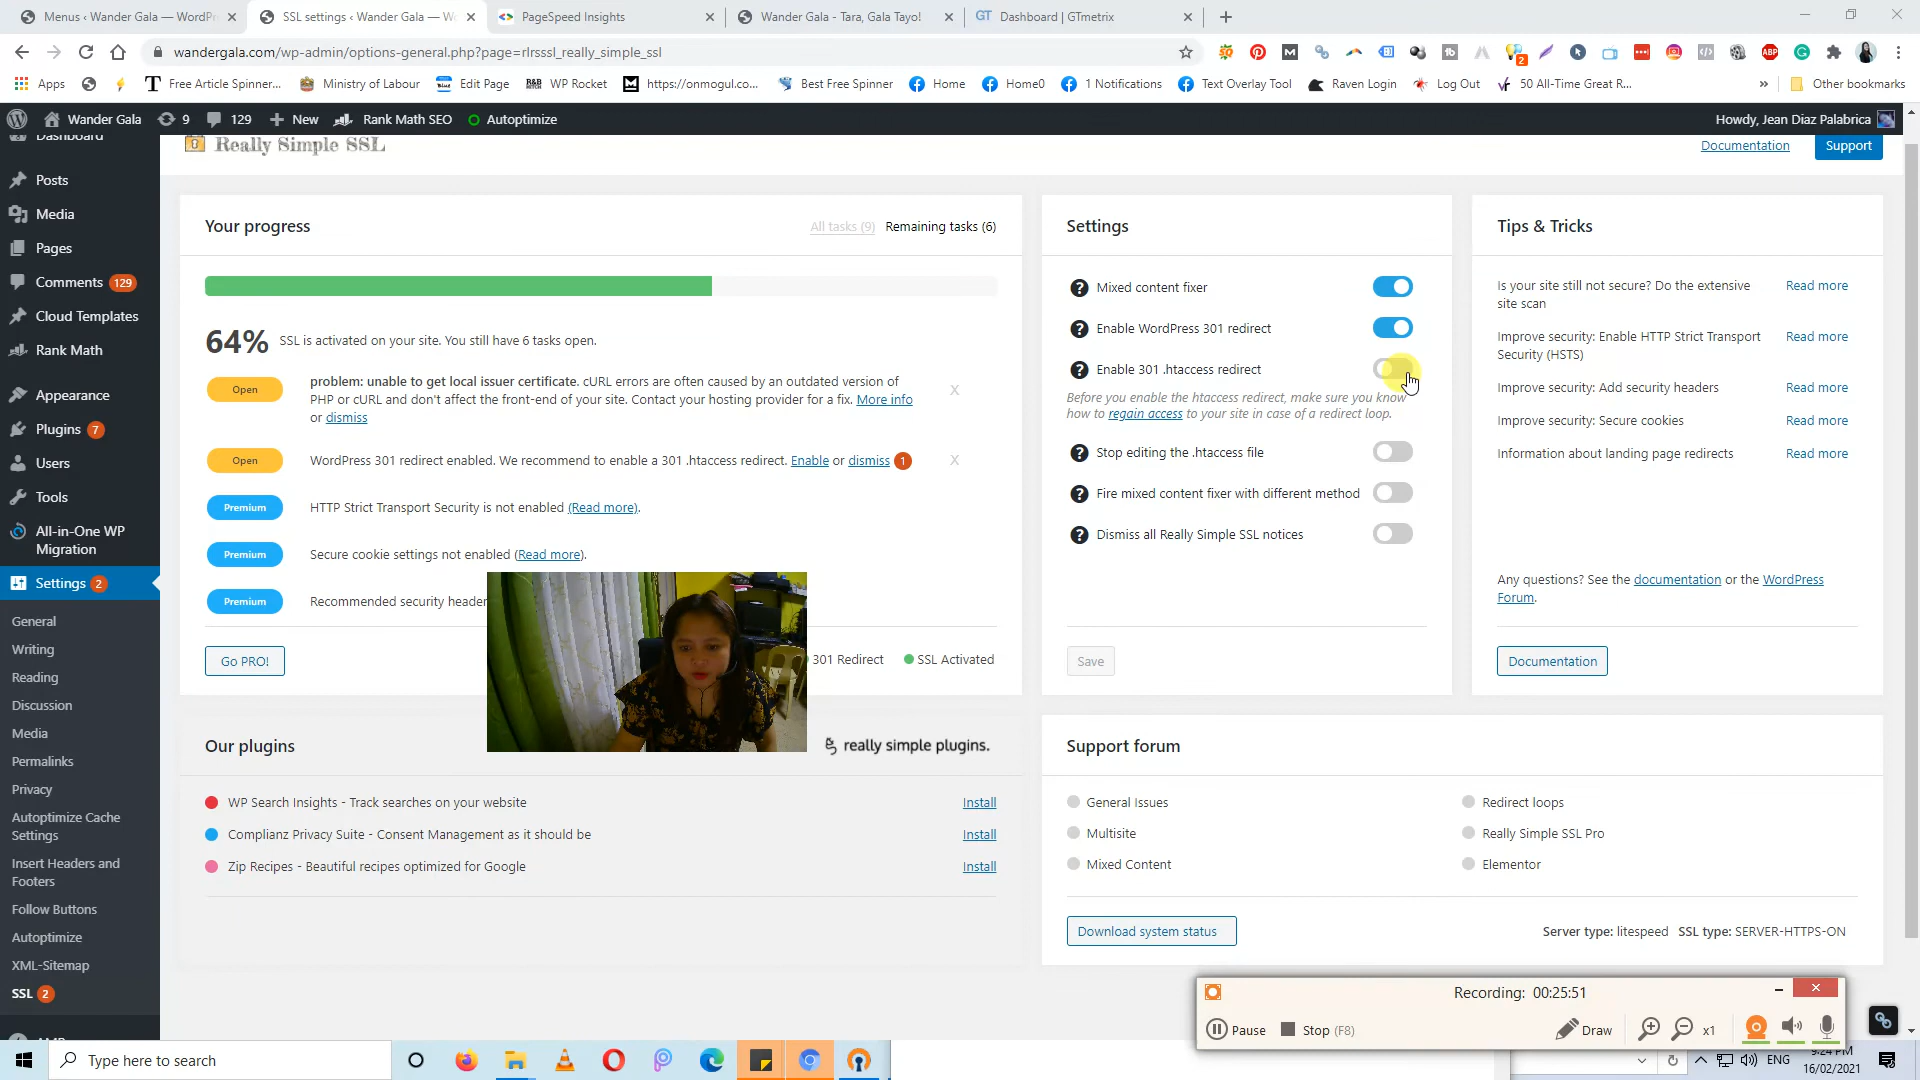 Menus ‹ Wander Gala — WordPr
SSL settings ‹ Wander Gala — Wo
PageSpeed Insights
Wander Gala - Tara, Gala Tayo!
GT Dashboard | GTmetrix
wandergala.com/wp-admin/options-general.php?page=rlrsssl_really_simple_ssl
Apps
Free Article Spinner...
Ministry of Labour
Edit Page
WP Rocket
https://onmogul.co...
Best Free Spinner
Home
Home0
1 Notifications
Text Overlay Tool
Raven Login
Log Out
50 All-Time Great R...
»
Other bookmarks
Wander Gala
9
129
New
Rank Math SEO
Autoptimize
Howdy, Jean Diaz Palabrica
Dashboard
Posts
Media
Pages
Comments 129
Cloud Templates
Rank Math
Appearance
Plugins 7
Users
Tools
All-in-One WP
Migration
Settings 2
General
Writing
Reading
Discussion
Media
Permalinks
Privacy
Autoptimize Cache
Settings
Insert Headers and
Footers
Follow Buttons
Autoptimize
XML-Sitemap
SSL 2
Really Simple SSL
Documentation
Support
Your progress
All tasks (9)
Remaining tasks (6)
64% SSL is activated on your site. You still have 6 tasks open.
Open
problem: unable to get local issuer certificate. cURL errors are often caused by an outdated version of
PHP or cURL and don't affect the front-end of your site. Contact your hosting provider for a fix. More info
or dismiss
X
Open
WordPress 301 redirect enabled. We recommend to enable a 301 .htaccess redirect. Enable or dismiss 1
X
Premium
HTTP Strict Transport Security is not enabled (Read more).
Premium
Secure cookie settings not enabled (Read more).
Premium
Recommended security header
Go PRO!
301 Redirect
SSL Activated
Settings
Mixed content fixer
Enable WordPress 301 redirect
Enable 301 .htaccess redirect
Before you enable the htaccess redirect, make sure you know
how to regain access to your site in case of a redirect loop.
Stop editing the .htaccess file
Fire mixed content fixer with different method
Dismiss all Really Simple SSL notices
Save
Tips & Tricks
Is your site still not secure? Do the extensive
site scan
Read more
Improve security: Enable HTTP Strict Transport
Security (HSTS)
Read more
Improve security: Add security headers
Read more
Improve security: Secure cookies
Read more
Information about landing page redirects
Read more
Any questions? See the documentation or the WordPress
Forum.
Documentation
Our plugins
really simple plugins.
WP Search Insights - Track searches on your website
Install
Complianz Privacy Suite - Consent Management as it should be
Install
Zip Recipes - Beautiful recipes optimized for Google
Install
Support forum
General Issues
Redirect loops
Multisite
Really Simple SSL Pro
Mixed Content
Elementor
Download system status
Server type: litespeed SSL type: SERVER-HTTPS-ON
Recording: 00:25:51
Pause
Stop (F8)
Draw
x1
Type here to search
ENG
9:24 PM
16/02/2021